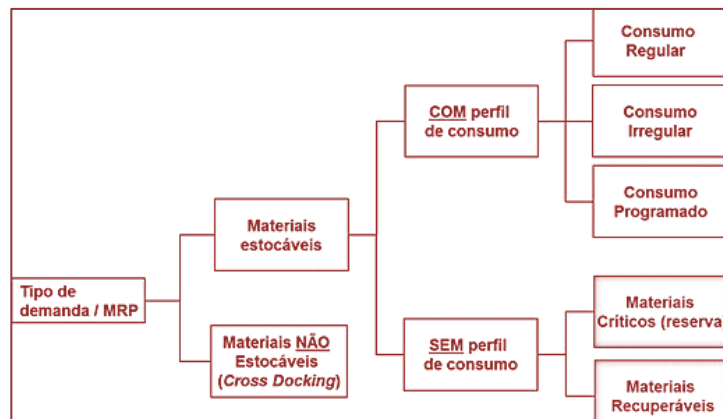 Tipo de
demanda / MRP
Materiais
estocáveis
Materiais NÃO
Estocáveis
(Cross Docking)
COM perfil
de consumo
SEM perfil
de consumo
Consumo
Regular
Consumo
Irregular
Consumo
Programado
Materiais
Críticos (reserva
Materiais
Recuperáveis